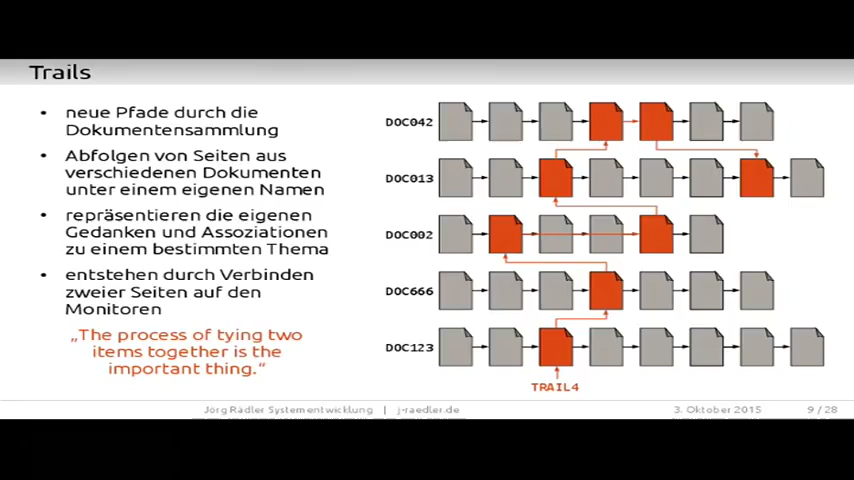 Trails
• neue Pfade durch die
Dokumentensammlung
• Abfolgen von Seiten aus
verschiedenen Dokumenten
unter einem eigenen Namen
• repräsentieren die eigenen
Gedanken und Assoziationen
zu einem bestimmten Thema
• entstehen durch Verbinden
zweier Seiten auf den
Monitoren
„The process of tying two
items together is the
important thing.“
DOC042
DOC013
DOC002
DOC666
DOC123
TRAIL4
Jörg Rädler Systementwicklung | j-raedler.de
3. Oktober 2015
9 / 28